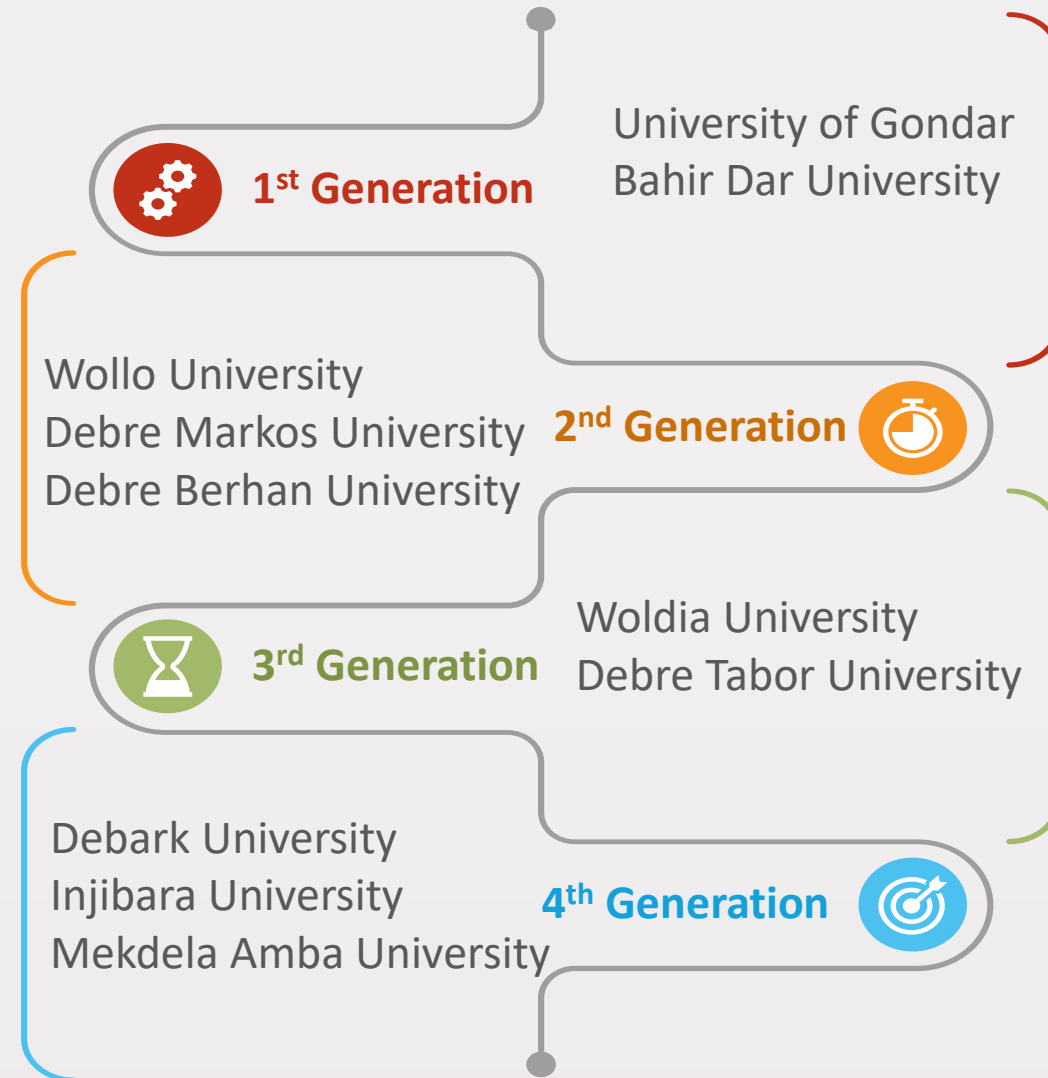 1st Generation
University of Gondar
Bahir Dar University
2nd Generation
Wollo University
Debre Markos University
Debre Berhan University
3rd Generation
Woldia University
Debre Tabor University
4th Generation
Debark University
Injibara University
Mekdela Amba University